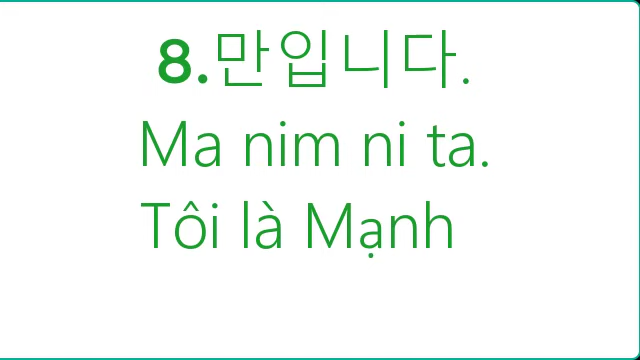 8.만입니다.
Ma nim ni ta.
Tôi là Mạnh